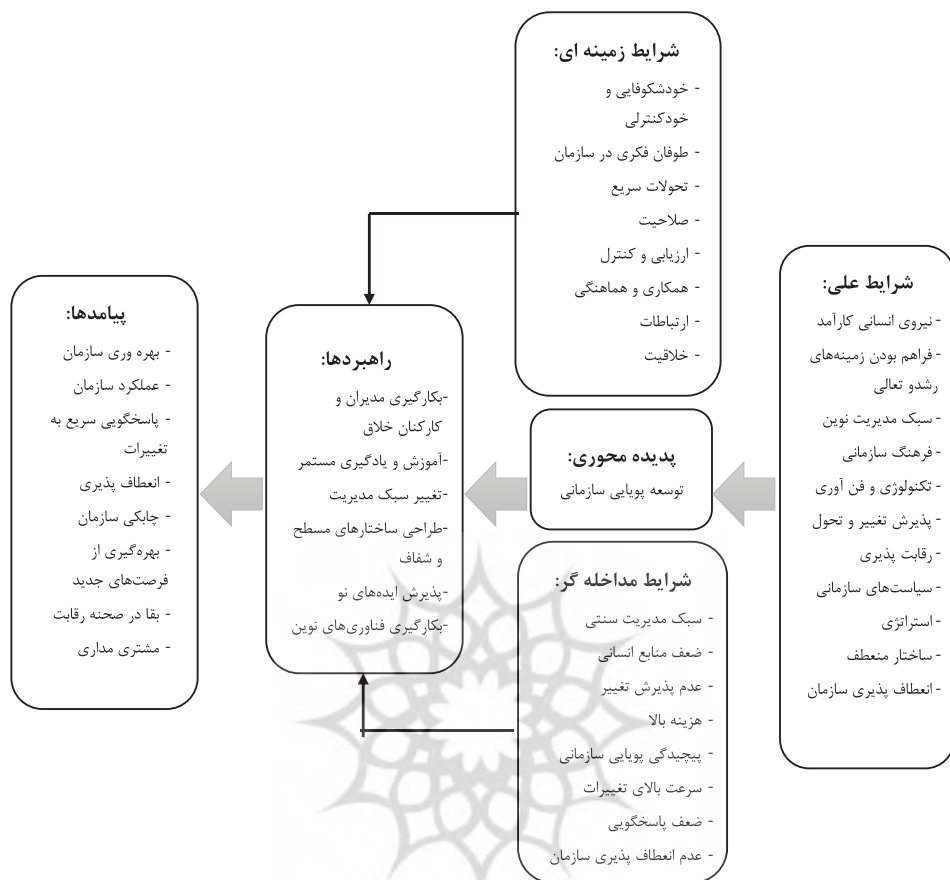 شرایط زمینه ای:
- خودشکوفایی و
خودکنترلی
- طوفان فکری در سازمان
- تحولات سریع
- صلاحیت
- ارزیابی و کنترل
- همکاری و هماهنگی
- ارتباطات
- خلاقیت
شرایط علی:
- نیروی انسانی کارآمد
- فراهم بودن زمینه‌های
رشدو تعالی
- سبک مدیریت نوین
- فرهنگ سازمانی
- تکنولوژی و فن آوری
- پذیرش تغییر و تحول
- رقابت پذیری
- سیاست‌های سازمانی
- استراتژی
- ساختار منعطف
- انعطاف پذیری سازمان
پدیده محوری:
توسعه پویایی سازمانی
شرایط مداخله گر:
- سبک مدیریت سنتی
- ضعف منابع انسانی
- عدم پذیرش تغییر
- هزینه بالا
- پیچیدگی پویایی سازمانی
- سرعت بالای تغییرات
- ضعف پاسخگویی
- عدم انعطاف پذیری سازمان
راهبردها:
-بکارگیری مدیران و
کارکنان خلاق
-آموزش و یادگیری مستمر
-تغییر سبک مدیریت
-طراحی ساختارهای مسطح
و شفاف
-پذیرش ایده‌های نو
-بکارگیری فناوری‌های نوین
پیامدها:
- بهره وری سازمان
- عملکرد سازمان
- پاسخگویی سریع به
تغییرات
- انعطاف پذیری
- چابکی سازمان
- بهره‌گیری از
فرصت‌های جدید
- بقا در صحنه رقابت
- مشتری مداری